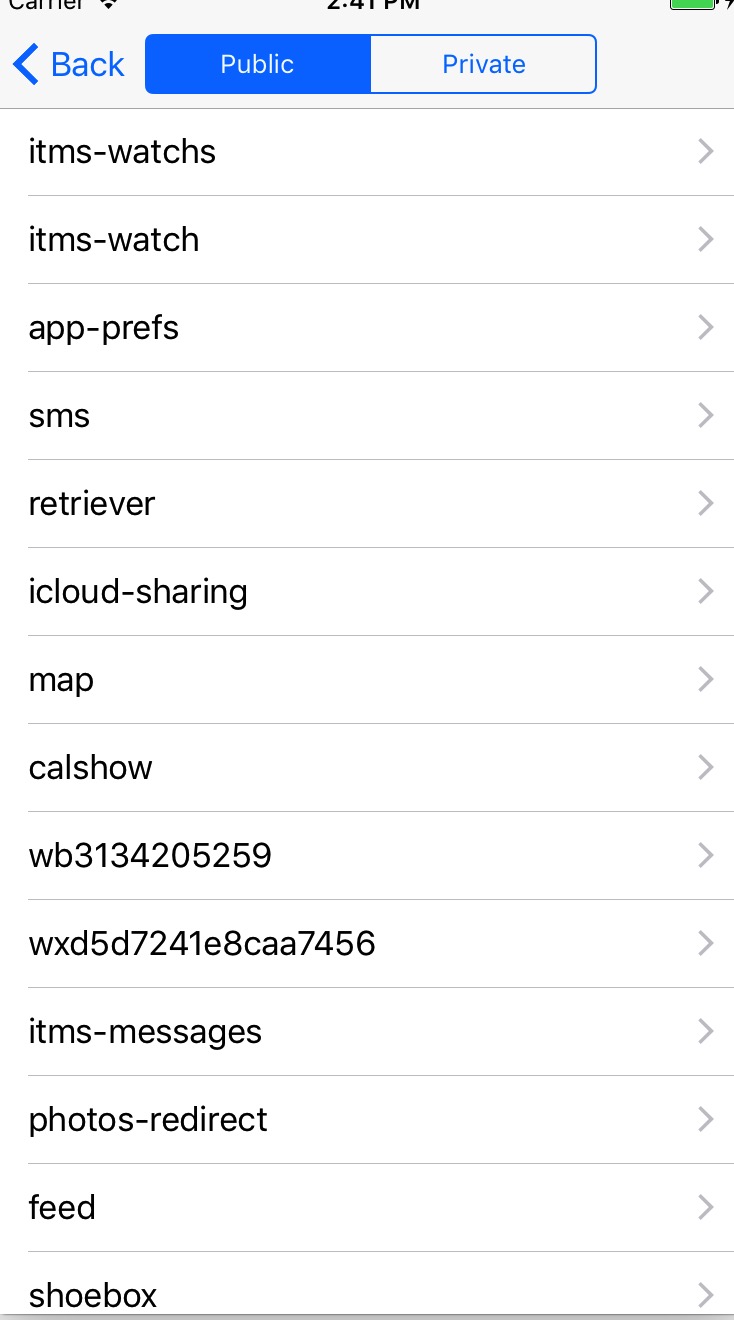 Carrier 2:41 PM
Back Public Private
itms-watchs
itms-watch
app-prefs
sms
retriever
icloud-sharing
map
calshow
wb3134205259
wxd5d7241e8caa7456
itms-messages
photos-redirect
feed
shoebox